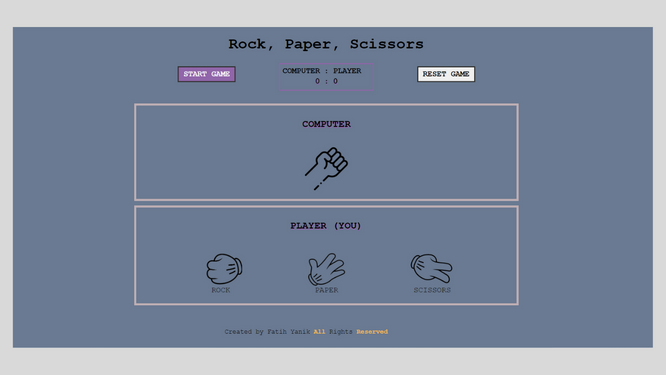 Rock, Paper, Scissors
START GAME
COMPUTER : PLAYER
0 : 0
RESET GAME
COMPUTER
PLAYER (YOU)
ROCK
PAPER
SCISSORS
Created by Fatih Yanik All Rights Reserved